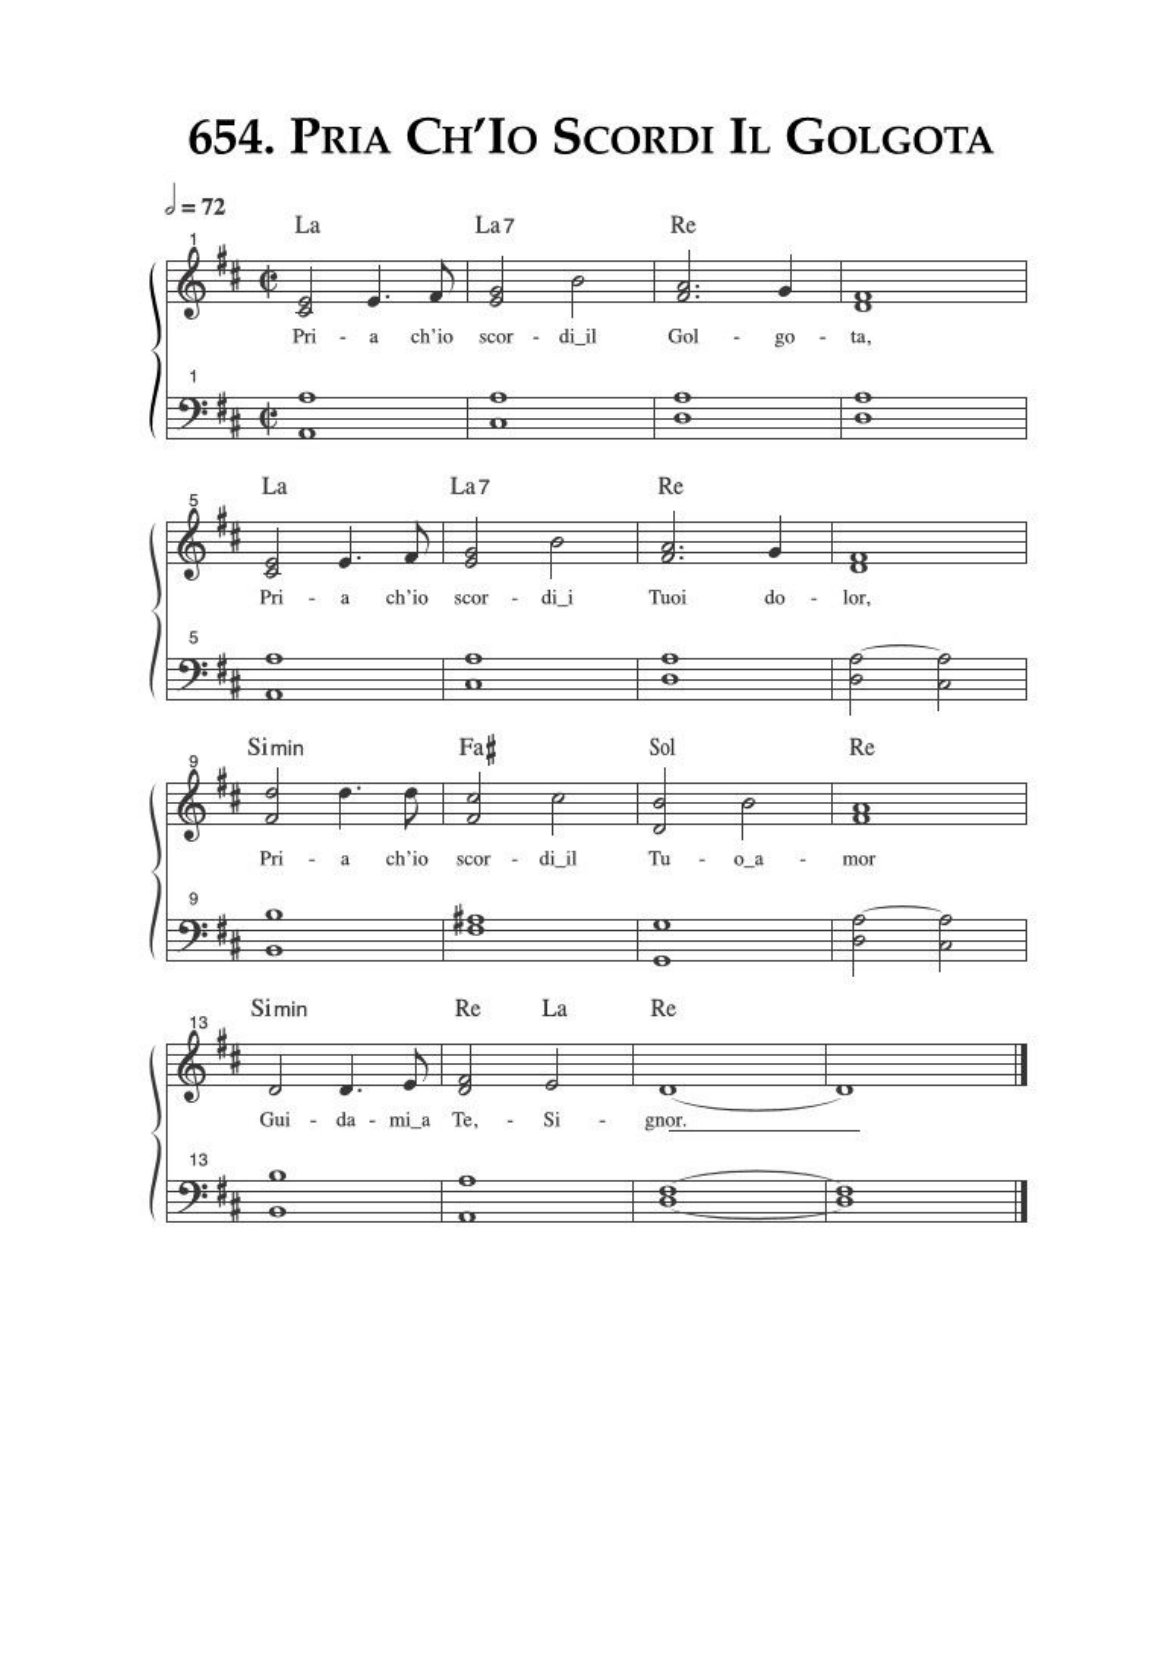 654. PRIA CH'IO SCORDI IL GOLGOTA
= 72
La La7 Re
1
Pri - a ch'io scor - di_il Gol - go - ta,
1
La La7 Re
5
Pri - a ch'io scor - di_i Tuoi do - lor,
5
Simin Fa# Sol Re
9
Pri - a ch'io scor - di_il Tu - o_a - mor
9
Simin Re La Re
13
Gui - da - mi_a Te, - Si - gnor.
13